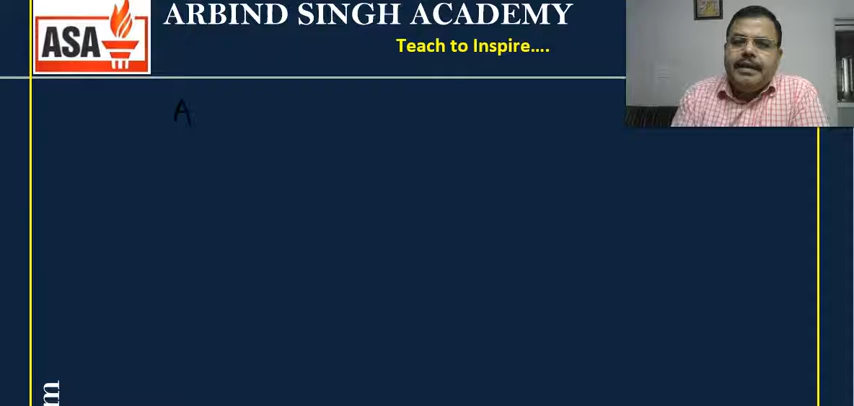 ASA
ARBIND SINGH ACADEMY
Teach to Inspire....
A
m